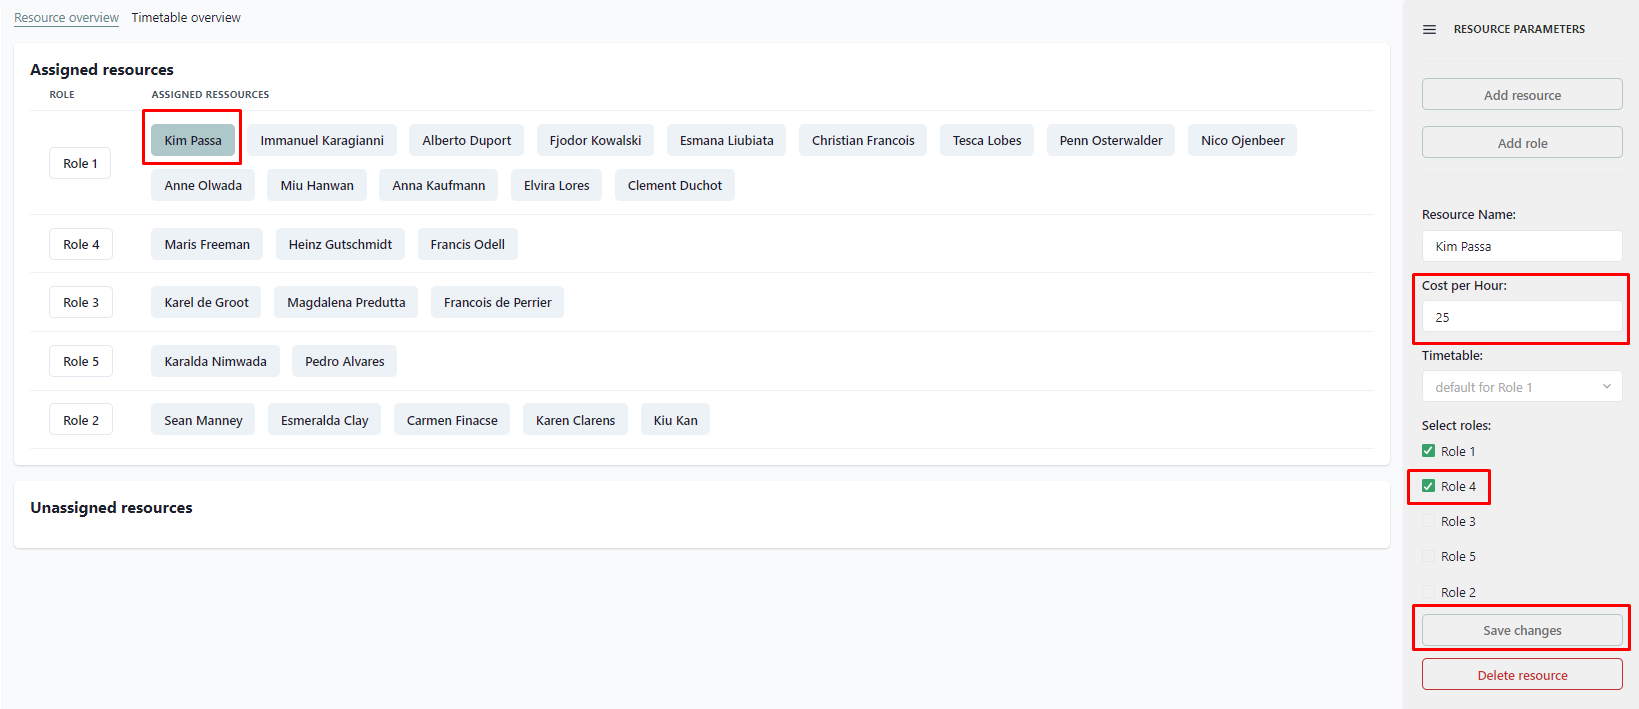 Resource overview Timetable overview
Assigned resources
ROLE ASSIGNED RESSOURCES
Role 1
Kim Passa Immanuel Karagianni Alberto Duport Fjodor Kowalski Esmana Liubiata Christian Francois Tesca Lobes Penn Osterwalder Nico Ojenbeer
Anne Olwada Miu Hanwan Anna Kaufmann Elvira Lores Clement Duchot
Role 4 Maris Freeman Heinz Gutschmidt Francis Odell
Role 3 Karel de Groot Magdalena Predutta Francois de Perrier
Role 5 Karalda Nimwada Pedro Alvares
Role 2 Sean Manney Esmeralda Clay Carmen Finacse Karen Clarens Kiu Kan
Unassigned resources
RESOURCE PARAMETERS
Add resource
Add role
Resource Name:
Kim Passa
Cost per Hour:
25
Timetable:
default for Role 1
Select roles:
Role 1
Role 4
Role 3
Role 5
Role 2
Save changes
Delete resource